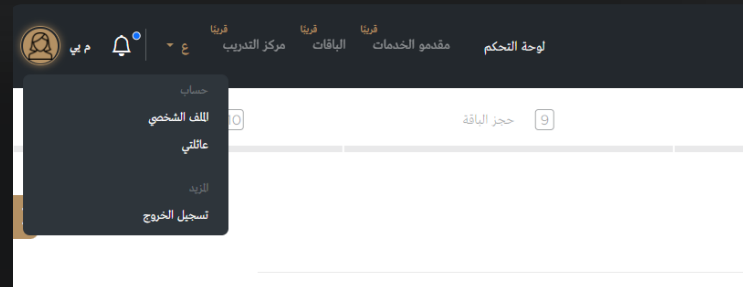 لوحة التحكم
مقدمو الخدمات
قريبًا
الباقات
قريبًا
مركز التدريب
قريبًا
ع
م يي
حساب
الملف الشخصي
عائلتي
المزيد
تسجيل الخروج
9 حجز الباقة
10